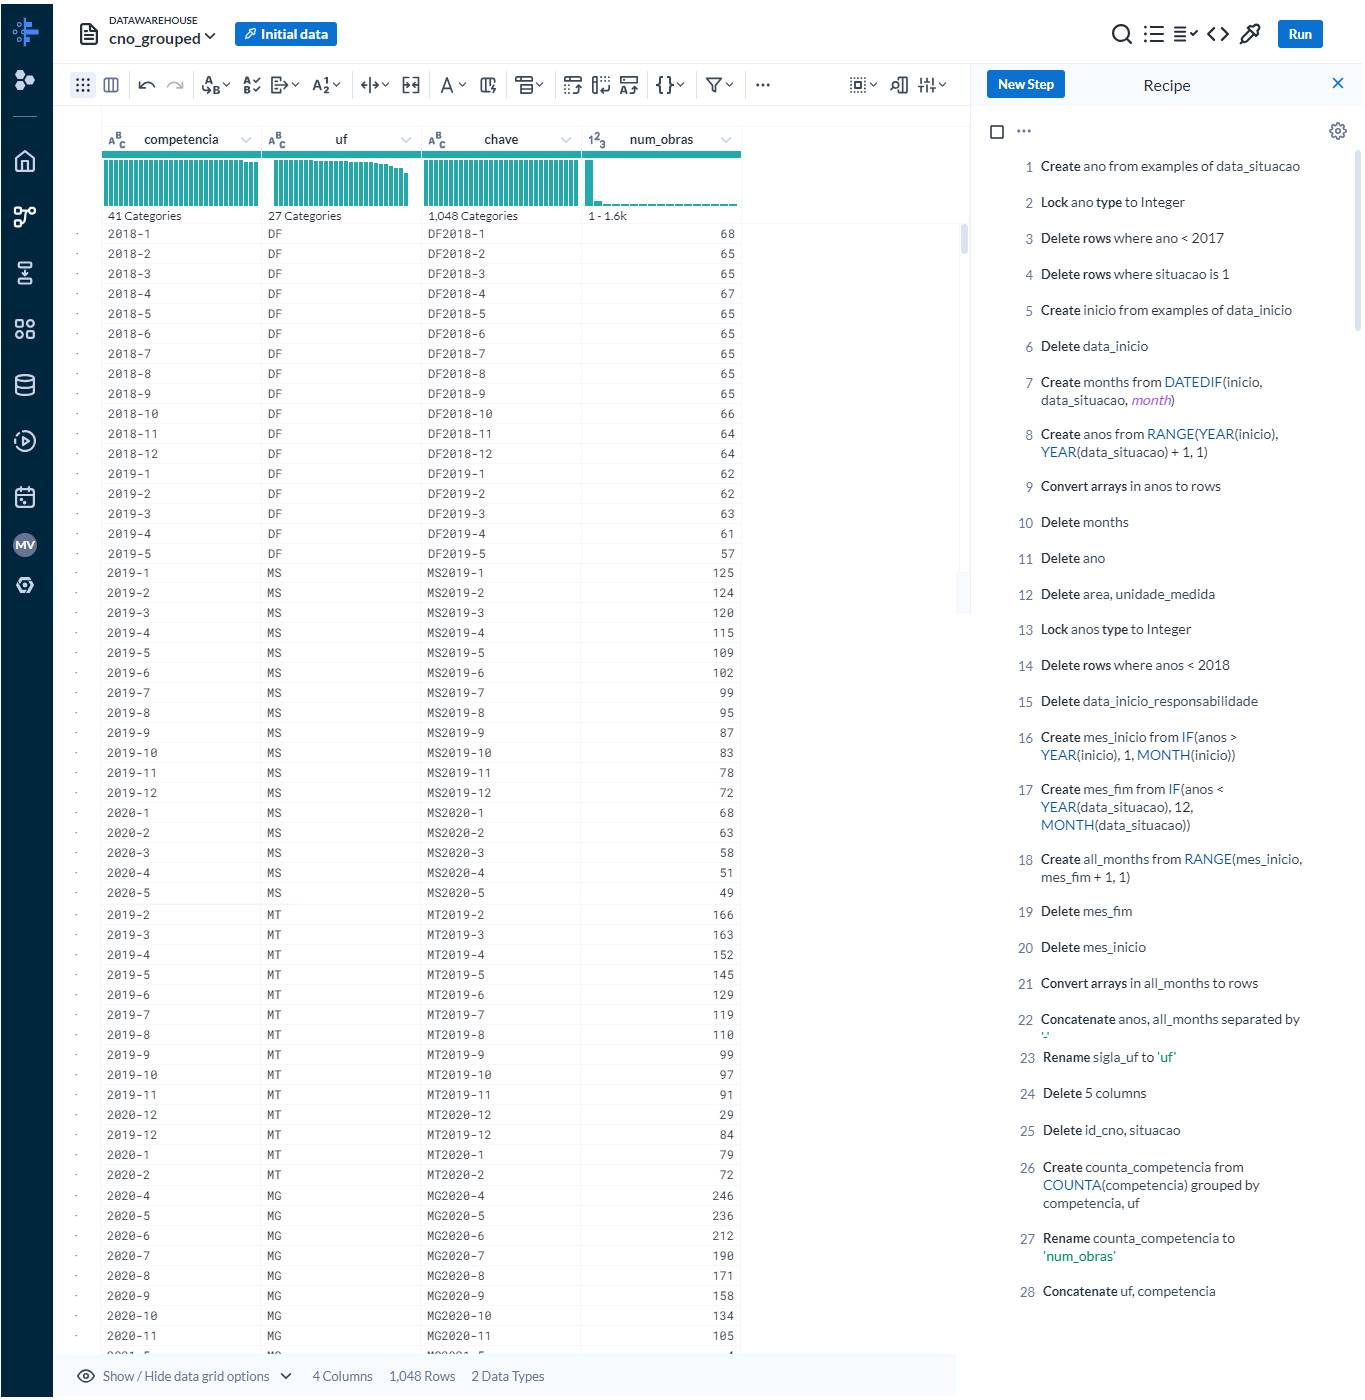 DATAWAREHOUSE
cno_grouped
Initial data
Run
New Step
Recipe
MV
competencia uf chave num_obras
41 Categories 27 Categories 1,048 Categories 1 - 1.6k
2018-1 DF DF2018-1 68
2018-2 DF DF2018-2 65
2018-3 DF DF2018-3 65
2018-4 DF DF2018-4 67
2018-5 DF DF2018-5 65
2018-6 DF DF2018-6 65
2018-7 DF DF2018-7 65
2018-8 DF DF2018-8 65
2018-9 DF DF2018-9 65
2018-10 DF DF2018-10 66
2018-11 DF DF2018-11 64
2018-12 DF DF2018-12 64
2019-1 DF DF2019-1 62
2019-2 DF DF2019-2 62
2019-3 DF DF2019-3 63
2019-4 DF DF2019-4 61
2019-5 DF DF2019-5 57
2019-1 MS MS2019-1 125
2019-2 MS MS2019-2 124
2019-3 MS MS2019-3 120
2019-4 MS MS2019-4 115
2019-5 MS MS2019-5 109
2019-6 MS MS2019-6 102
2019-7 MS MS2019-7 99
2019-8 MS MS2019-8 95
2019-9 MS MS2019-9 87
2019-10 MS MS2019-10 83
2019-11 MS MS2019-11 78
2019-12 MS MS2019-12 72
2020-1 MS MS2020-1 68
2020-2 MS MS2020-2 63
2020-3 MS MS2020-3 58
2020-4 MS MS2020-4 51
2020-5 MS MS2020-5 49
2019-2 MT MT2019-2 166
2019-3 MT MT2019-3 163
2019-4 MT MT2019-4 152
2019-5 MT MT2019-5 145
2019-6 MT MT2019-6 129
2019-7 MT MT2019-7 119
2019-8 MT MT2019-8 110
2019-9 MT MT2019-9 99
2019-10 MT MT2019-10 97
2019-11 MT MT2019-11 91
2020-12 MT MT2020-12 29
2019-12 MT MT2019-12 84
2020-1 MT MT2020-1 79
2020-2 MT MT2020-2 72
2020-4 MG MG2020-4 246
2020-5 MG MG2020-5 236
2020-6 MG MG2020-6 212
2020-7 MG MG2020-7 190
2020-8 MG MG2020-8 171
2020-9 MG MG2020-9 158
2020-10 MG MG2020-10 134
2020-11 MG MG2020-11 105
Show / Hide data grid options 4 Columns 1,048 Rows 2 Data Types
1 Create ano from examples of data_situacao
2 Lock ano type to Integer
3 Delete rows where ano < 2017
4 Delete rows where situacao is 1
5 Create inicio from examples of data_inicio
6 Delete data_inicio
7 Create months from DATEDIF(inicio,
data_situacao, month)
8 Create anos from RANGE(YEAR(inicio),
YEAR(data_situacao) + 1, 1)
9 Convert arrays in anos to rows
10 Delete months
11 Delete ano
12 Delete area, unidade_medida
13 Lock anos type to Integer
14 Delete rows where anos < 2018
15 Delete data_inicio_responsabilidade
16 Create mes_inicio from IF(anos >
YEAR(inicio), 1, MONTH(inicio))
17 Create mes_fim from IF(anos <
YEAR(data_situacao), 12,
MONTH(data_situacao))
18 Create all_months from RANGE(mes_inicio,
mes_fim + 1, 1)
19 Delete mes_fim
20 Delete mes_inicio
21 Convert arrays in all_months to rows
22 Concatenate anos, all_months separated by
'-'
23 Rename sigla_uf to 'uf'
24 Delete 5 columns
25 Delete id_cno, situacao
26 Create counta_competencia from
COUNTA(competencia) grouped by
competencia, uf
27 Rename counta_competencia to
'num_obras'
28 Concatenate uf, competencia